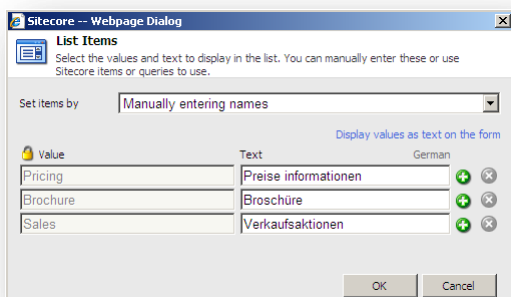 Sitecore -- Webpage Dialog
List Items
Select the values and text to display in the list. You can manually enter these or use
Sitecore items or queries to use.
Set items by Manually entering names
Display values as text on the form
Value Text German
Pricing Preise informationen
Brochure Broschüre
Sales Verkaufsaktionen
OK Cancel